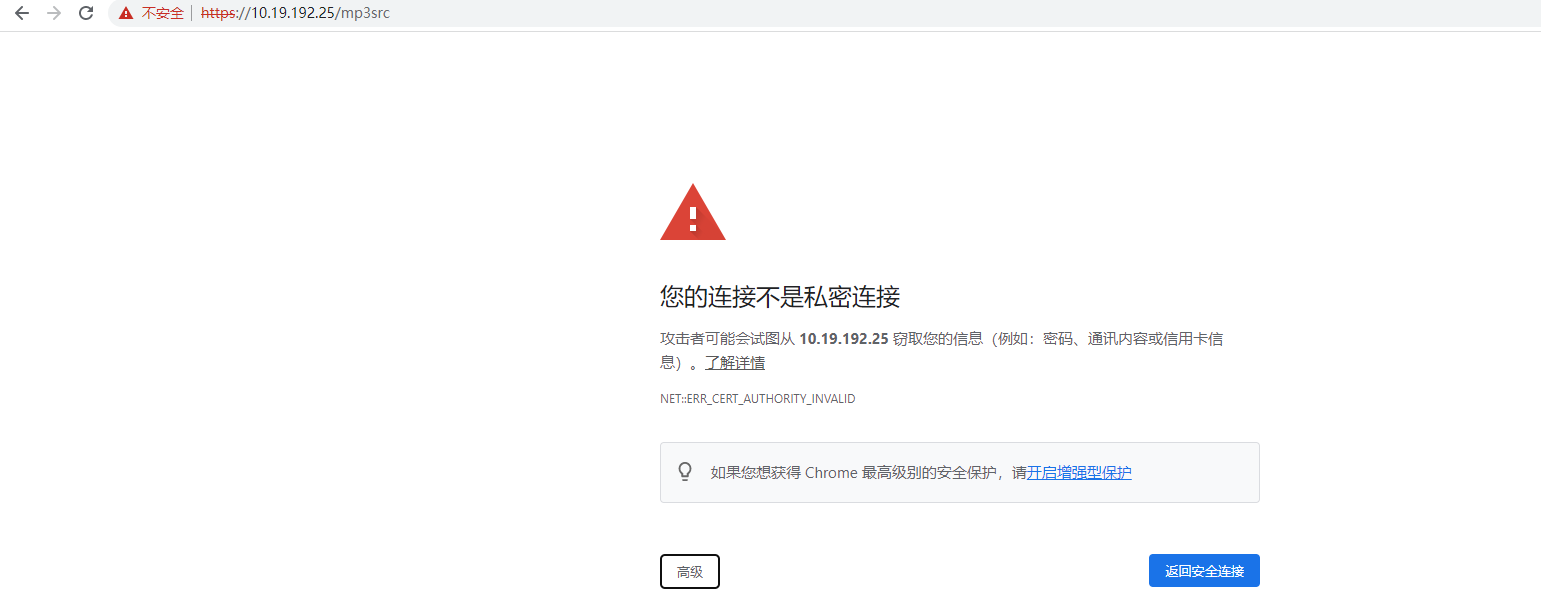 不安全 https://10.19.192.25/mp3src
您的连接不是私密连接
攻击者可能会试图从 10.19.192.25 窃取您的信息（例如：密码、通讯内容或信用卡信
息）。了解详情
NET::ERR_CERT_AUTHORITY_INVALID
如果您想获得 Chrome 最高级别的安全保护，请开启增强型保护
高级
返回安全连接